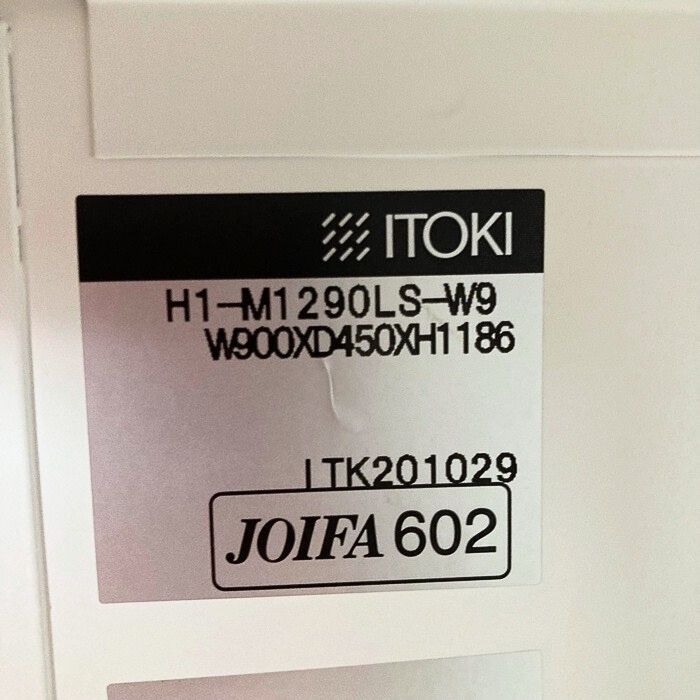 ITOKI
H1-M1290LS-W9
W900XD450XH1186
ITK201029
JOIFA 602